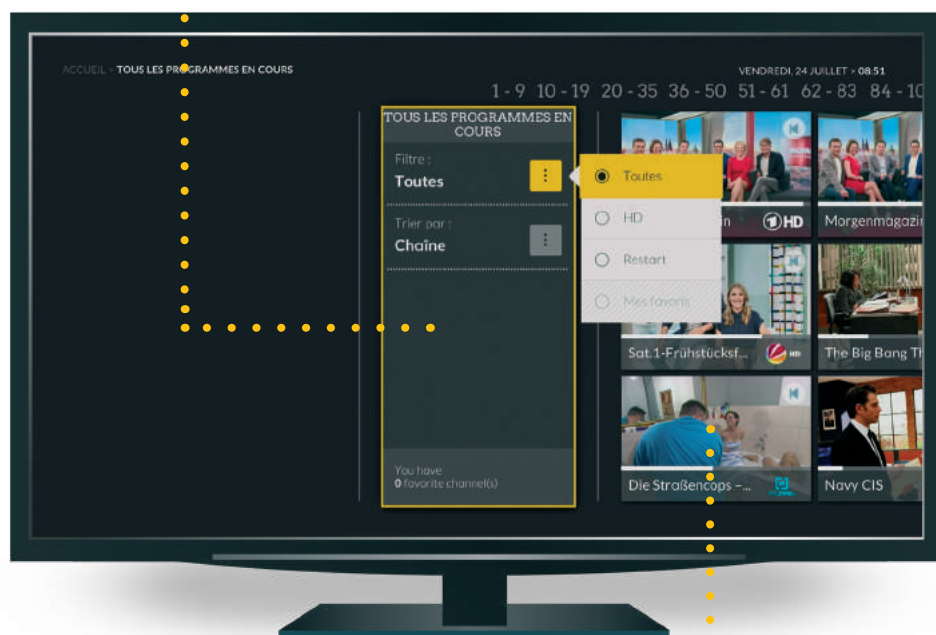 ACCUEIL > TOUS LES PROGRAMMES EN COURS
VENDREDI, 24 JUILLET > 08:51
1 - 9 10 - 19 20 - 35 36 - 50 51 - 61 62 - 83 84 - 10
TOUS LES PROGRAMMES EN
COURS
Filtre :
Toutes
Trier par :
Chaîne
You have
0 favorite channel(s)
Toutes
HD
Restart
Mes favoris
in
HD
Morgenmagazi
Sat.1-Frühstücksf...
HD
The Big Bang Th
Die Straßencops –...
Navy CIS